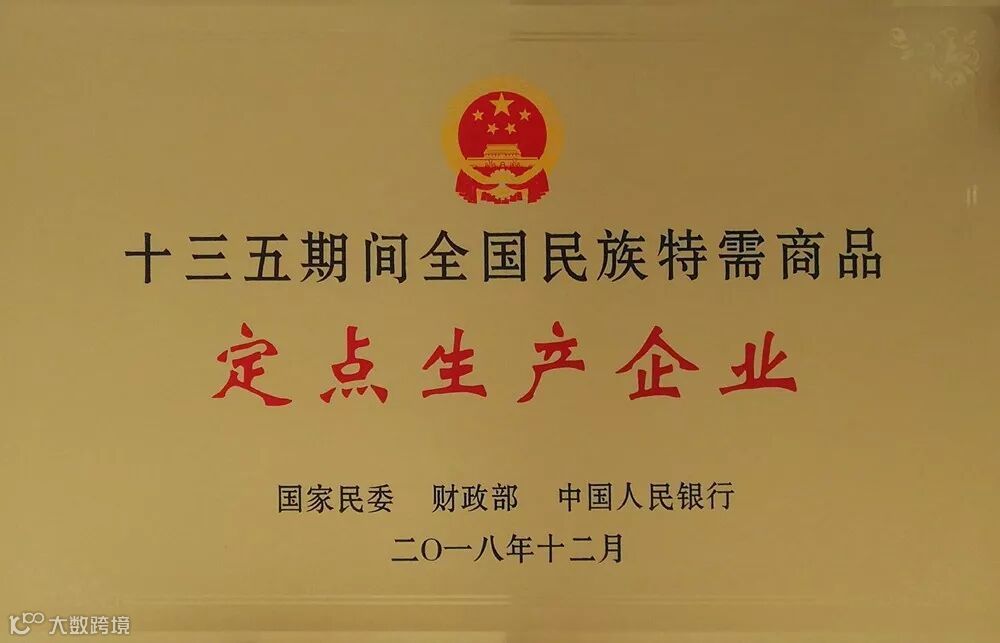 十三五期间全国民族特需商品
定点生产企业
国家民委 财政部 中国人民银行
二〇一八年十二月
大数跨境